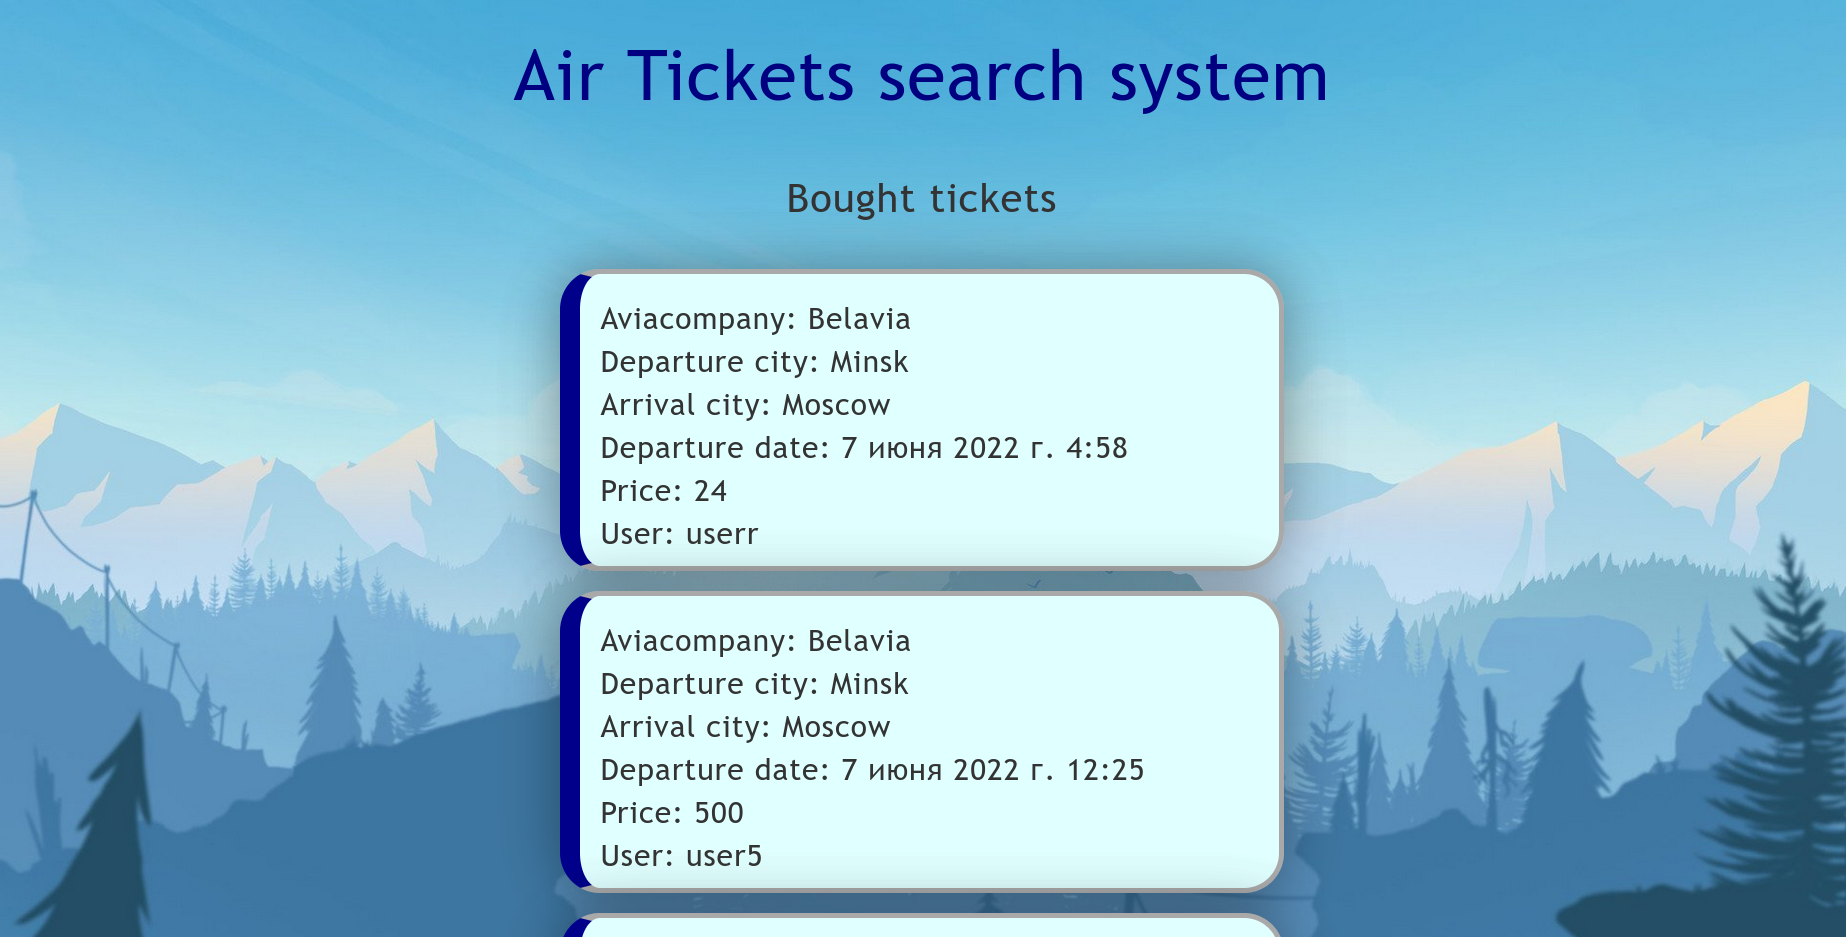 Air Tickets search system
Bought tickets
Aviacompany: Belavia
Departure city: Minsk
Arrival city: Moscow
Departure date: 7 июня 2022 г. 4:58
Price: 24
User: userr
Aviacompany: Belavia
Departure city: Minsk
Arrival city: Moscow
Departure date: 7 июня 2022 г. 12:25
Price: 500
User: user5